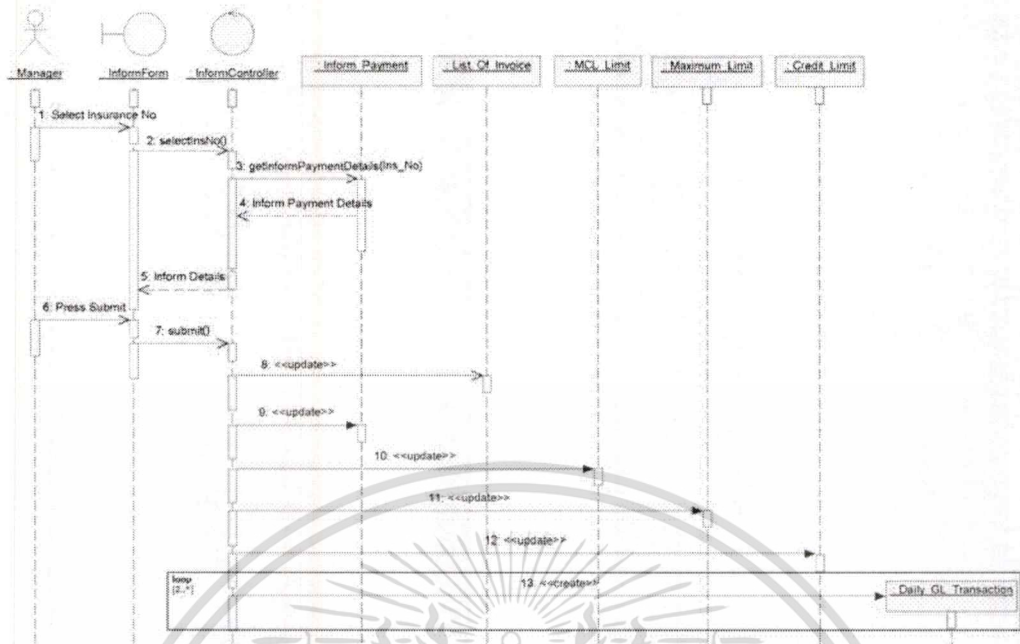 : Inform_Payment : List_Of_Invoice : MCL_Limit : Maximum_Limit : Credit_Limit
: Manager : InformForm : InformController
1: Select Insurance No
2: selectInsNo()
3: getInformPaymentDetails(Ins_No)
4: Inform Payment Details
5: Inform Details
6: Press Submit
7: submit()
8: <<update>>
9: <<update>>
10: <<update>>
11: <<update>>
12: <<update>>
loop
[2..*]
13: <<create>>
: Daily_GL_Transaction